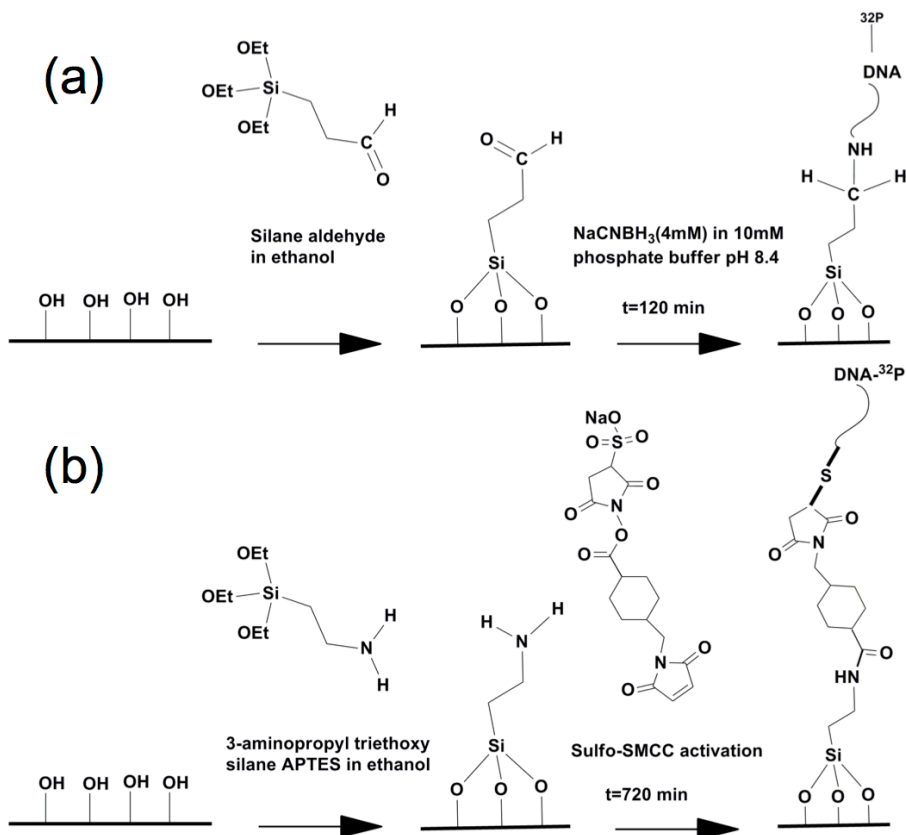 (a)
OEt
OEt
Si
OEt
H
C
O
Silane aldehyde
in ethanol
OH OH OH OH
O H
C
Si
O O O
NaCNBH₃(4mM) in 10mM
phosphate buffer pH 8.4
t=120 min
³²P
DNA
NH
H C H
Si
O O O
(b)
OEt
OEt
Si
OEt
H
N
H
3-aminopropyl triethoxy
silane APTES in ethanol
OH OH OH OH
H H
N
Si
O O O
NaO
O=S=O
O O
N
O
O
N
O O
Sulfo-SMCC activation
t=720 min
DNA-³²P
S
O
N
O
O
HN
Si
O O O